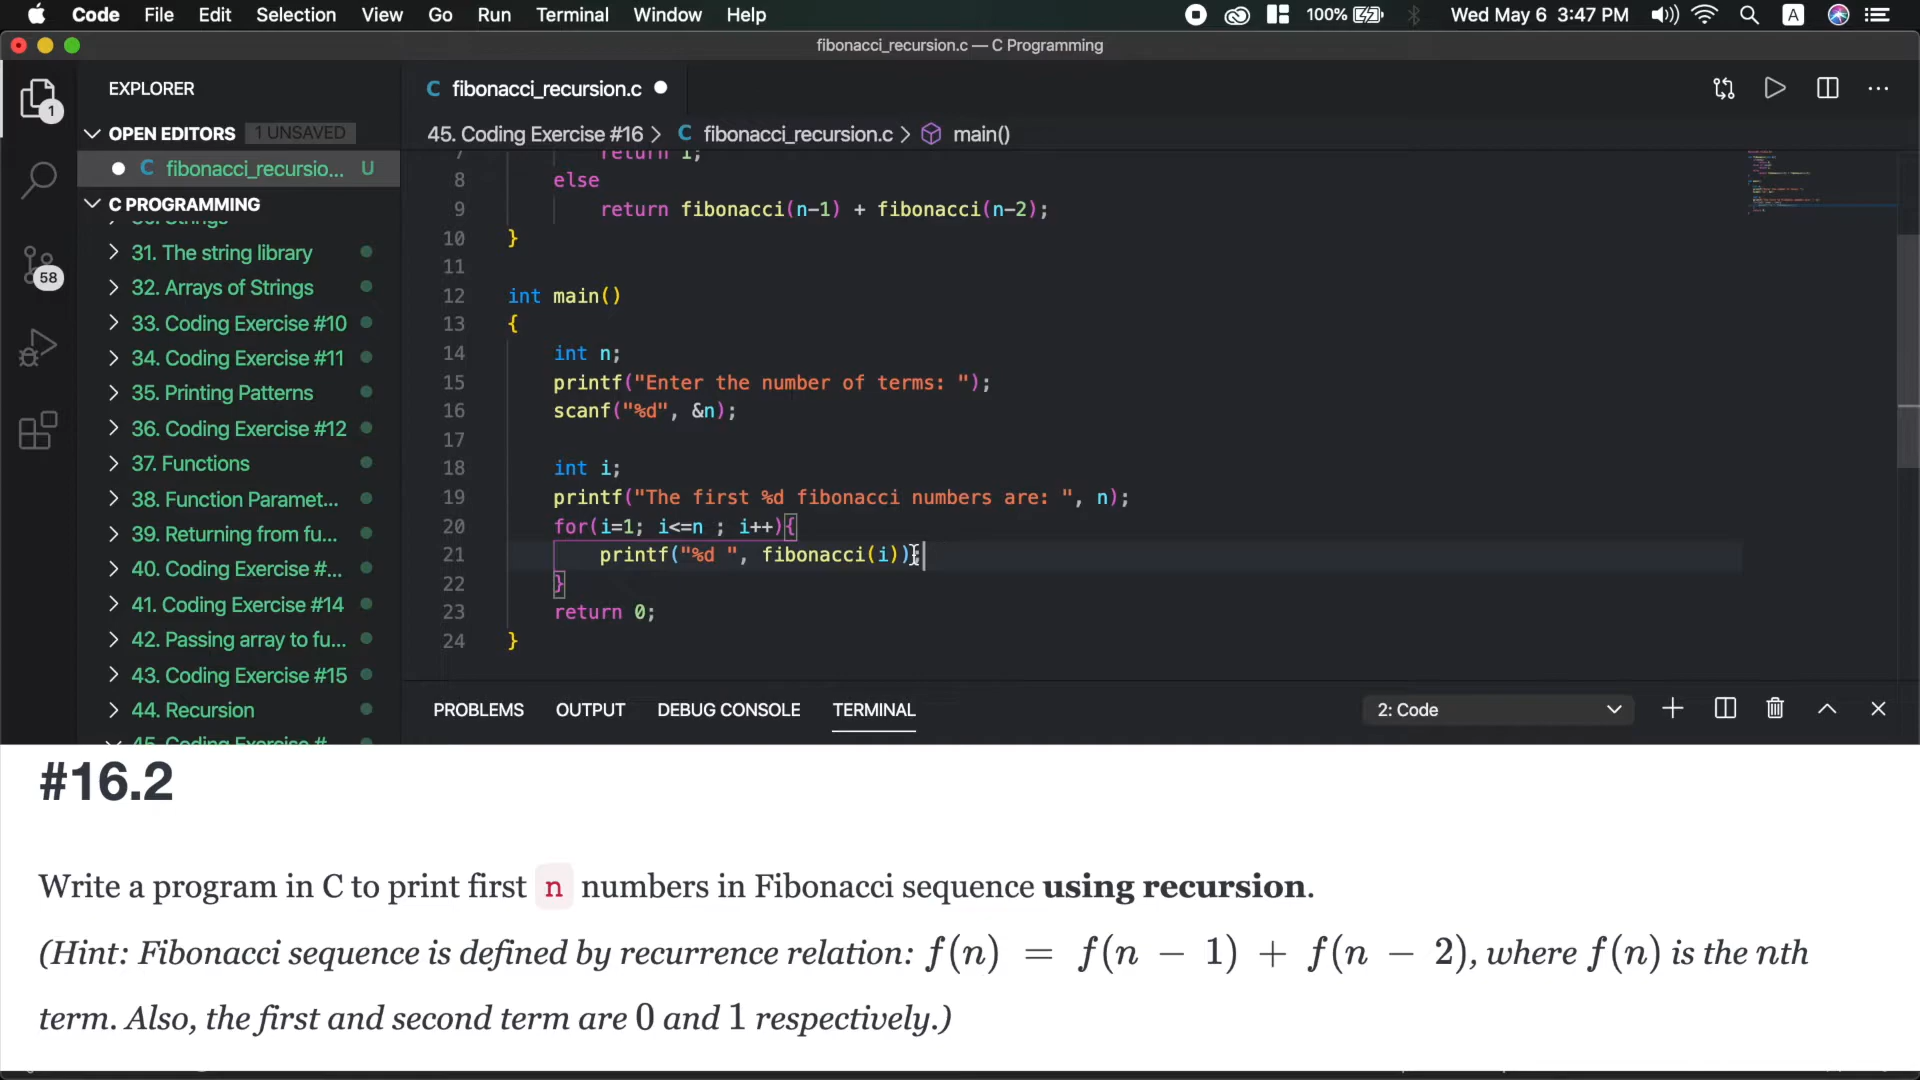 Code File Edit Selection View Go Run Terminal Window Help 100% Wed May 6 3:47 PM A
fibonacci_recursion.c — C Programming
EXPLORER
OPEN EDITORS 1 UNSAVED
C fibonacci_recursio... U
C PROGRAMMING
31. The string library
32. Arrays of Strings
33. Coding Exercise #10
34. Coding Exercise #11
35. Printing Patterns
36. Coding Exercise #12
37. Functions
38. Function Paramet...
39. Returning from fu...
40. Coding Exercise #...
41. Coding Exercise #14
42. Passing array to fu...
43. Coding Exercise #15
44. Recursion
45. Coding Exercise #...
1
58
C fibonacci_recursion.c
45. Coding Exercise #16 > C fibonacci_recursion.c > main()
7 return 1;
8 else
9 return fibonacci(n-1) + fibonacci(n-2);
10 }
11
12 int main()
13 {
14 int n;
15 printf("Enter the number of terms: ");
16 scanf("%d", &n);
17
18 int i;
19 printf("The first %d fibonacci numbers are: ", n);
20 for(i=1; i<=n ; i++){
21 printf("%d ", fibonacci(i));
22 }
23 return 0;
24 }
PROBLEMS OUTPUT DEBUG CONSOLE TERMINAL 2: Code
#16.2
Write a program in C to print first n numbers in Fibonacci sequence using recursion.
(Hint: Fibonacci sequence is defined by recurrence relation: f(n) = f(n − 1) + f(n − 2), where f(n) is the nth
term. Also, the first and second term are 0 and 1 respectively.)